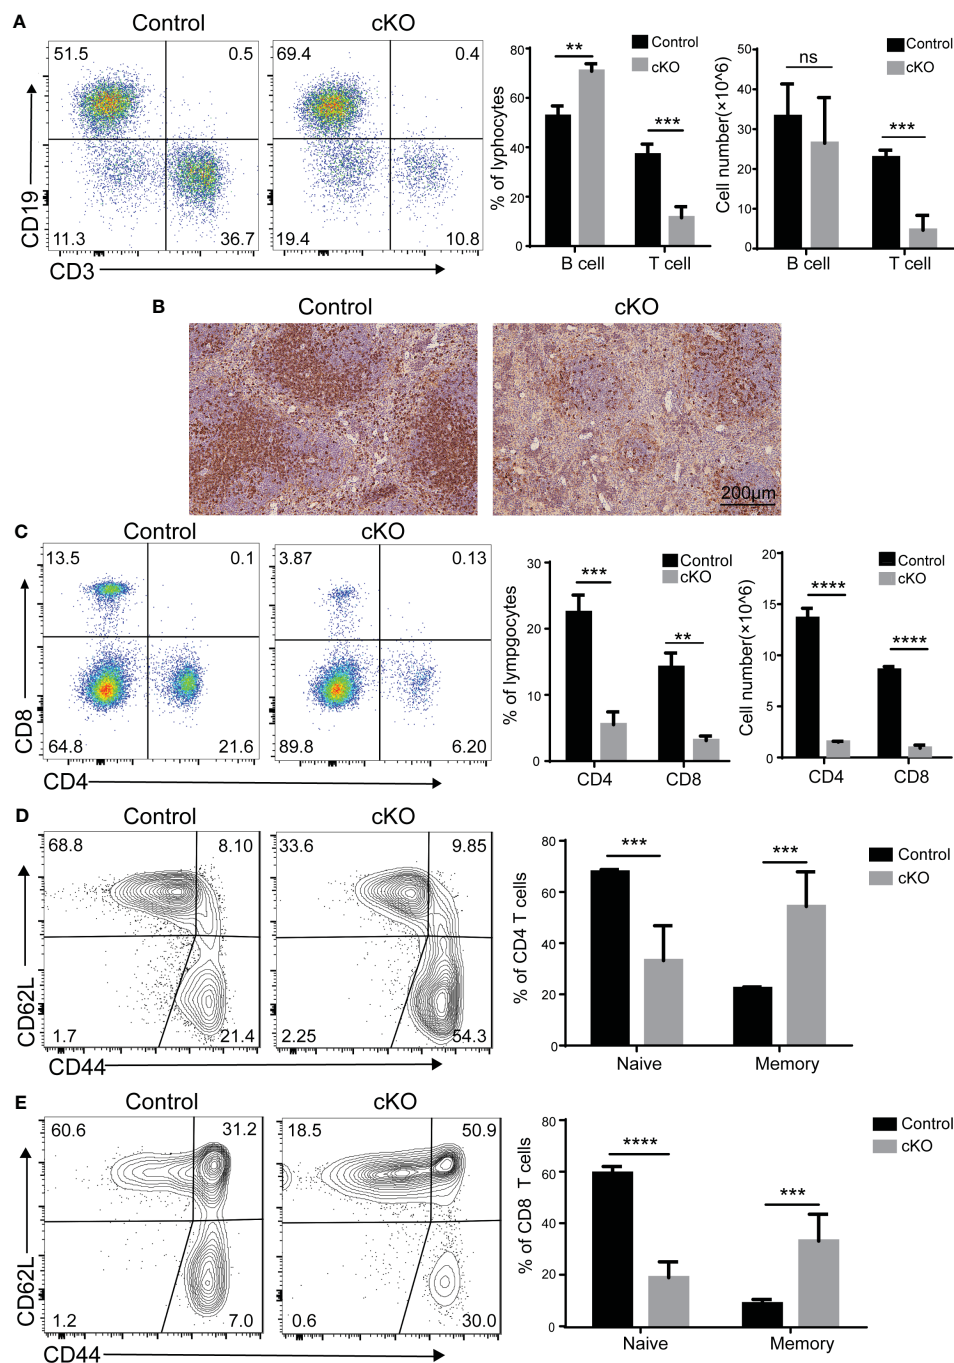 A
Control
cKO
51.5
0.5
11.3
36.7
69.4
0.4
19.4
10.8
CD19
CD3
% of lyphocytes
80
60
40
20
0
**
***
Control
cKO
B cell
T cell
Cell number(×10^6)
50
40
30
20
10
0
ns
***
Control
cKO
B cell
T cell
B
Control
cKO
200μm
C
Control
cKO
13.5
0.1
64.8
21.6
3.87
0.13
89.8
6.20
CD8
CD4
% of lympgocytes
30
20
10
0
***
**
Control
cKO
CD4
CD8
Cell number(×10^6)
20
15
10
5
0
****
****
Control
cKO
CD4
CD8
D
Control
cKO
68.8
8.10
1.7
21.4
33.6
9.85
2.25
54.3
CD62L
CD44
% of CD4 T cells
80
60
40
20
0
***
***
Control
cKO
Naive
Memory
E
Control
cKO
60.6
31.2
1.2
7.0
18.5
50.9
0.6
30.0
CD62L
CD44
% of CD8 T cells
80
60
40
20
0
****
***
Control
cKO
Naive
Memory